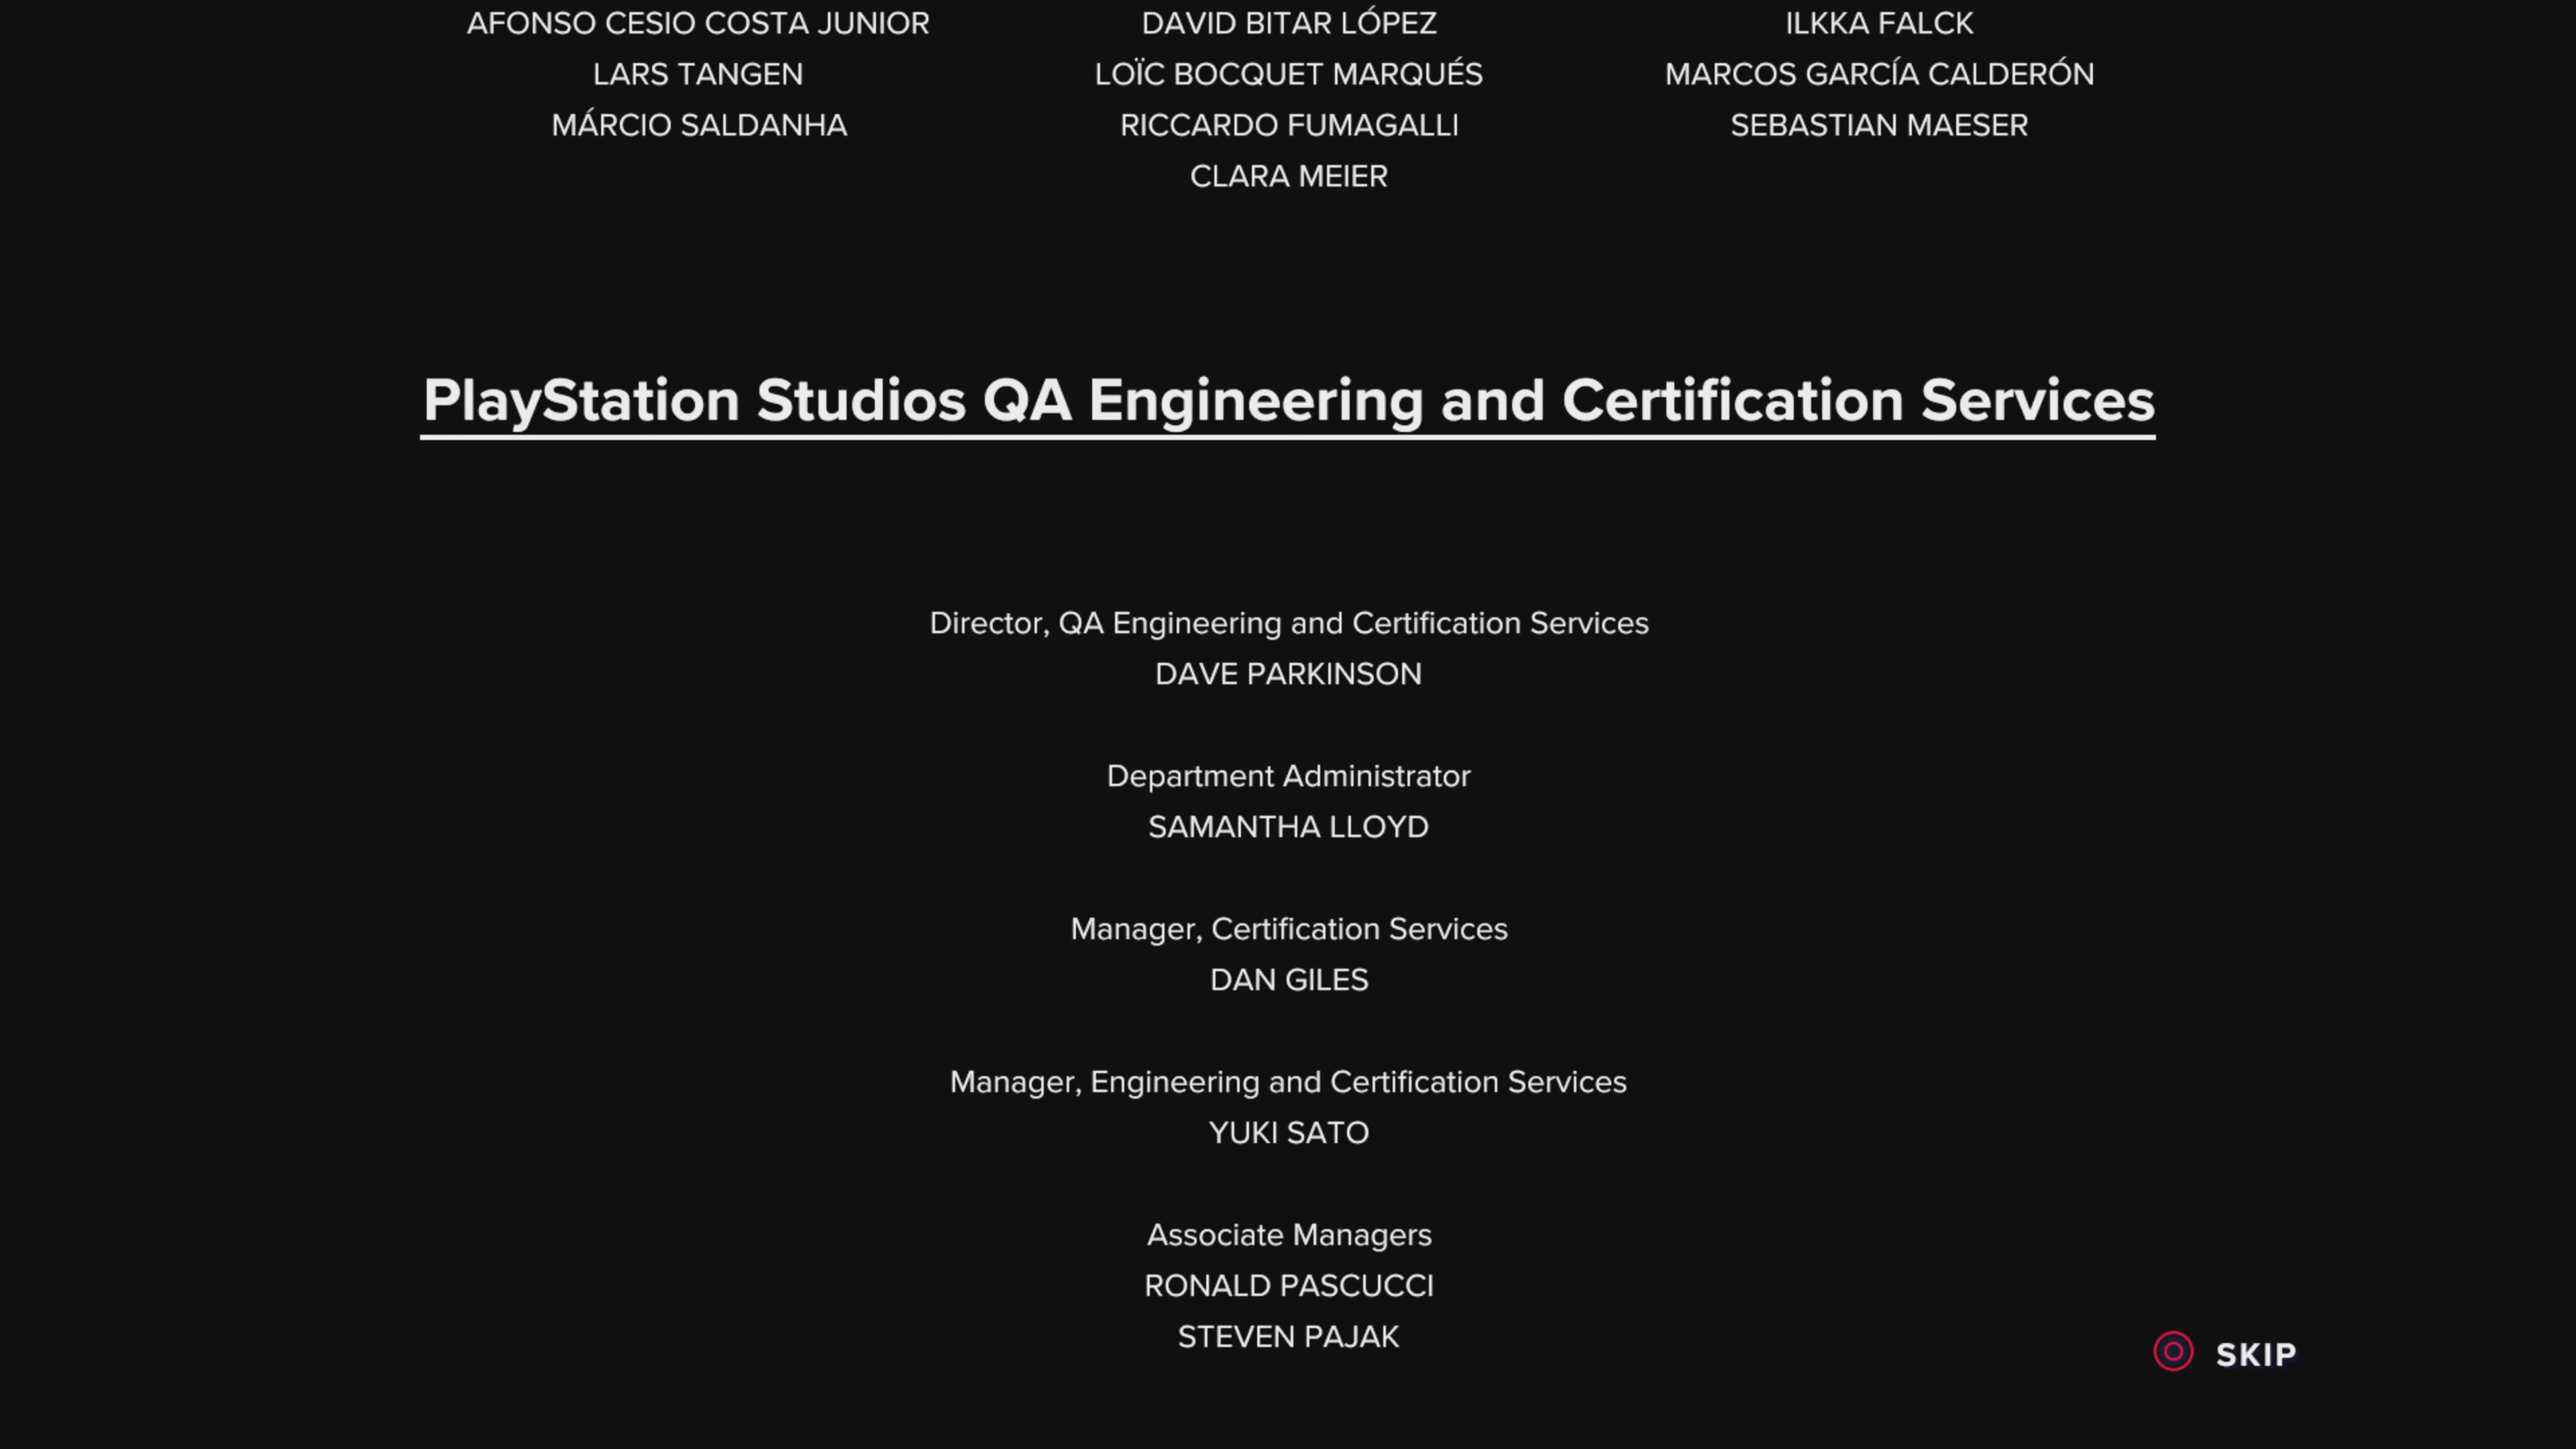 AFONSO CESIO COSTA JUNIOR DAVID BITAR LÓPEZ ILKKA FALCK
LARS TANGEN LOÏC BOCQUET MARQUÉS MARCOS GARCÍA CALDERÓN
MÁRCIO SALDANHA RICCARDO FUMAGALLI SEBASTIAN MAESER
CLARA MEIER
PlayStation Studios QA Engineering and Certification Services
Director, QA Engineering and Certification Services
DAVE PARKINSON
Department Administrator
SAMANTHA LLOYD
Manager, Certification Services
DAN GILES
Manager, Engineering and Certification Services
YUKI SATO
Associate Managers
RONALD PASCUCCI
STEVEN PAJAK
SKIP